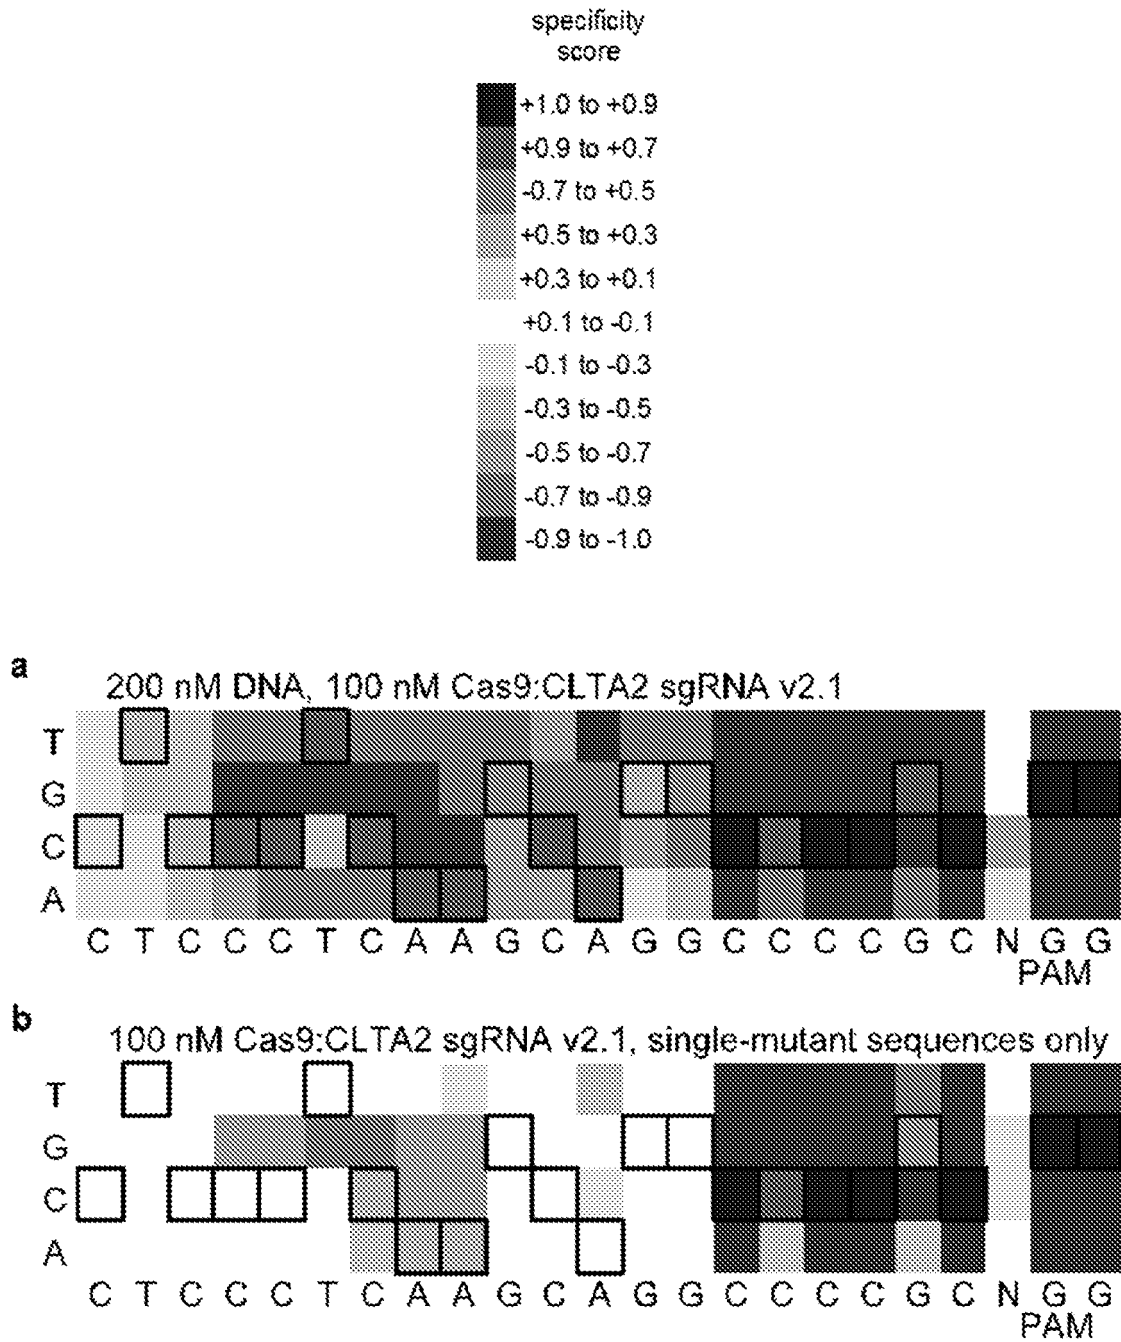 specificity
score
+1.0 to +0.9
+0.9 to +0.7
-0.7 to +0.5
+0.5 to +0.3
+0.3 to +0.1
+0.1 to -0.1
-0.1 to -0.3
-0.3 to -0.5
-0.5 to -0.7
-0.7 to -0.9
-0.9 to -1.0
a
200 nM DNA, 100 nM Cas9:CLTA2 sgRNA v2.1
T
G
C
A
C T C C C T C A A G C A G G C C C C G C N G G
PAM
b
100 nM Cas9:CLTA2 sgRNA v2.1, single-mutant sequences only
T
G
C
A
C T C C C T C A A G C A G G C C C C G C N G G
PAM